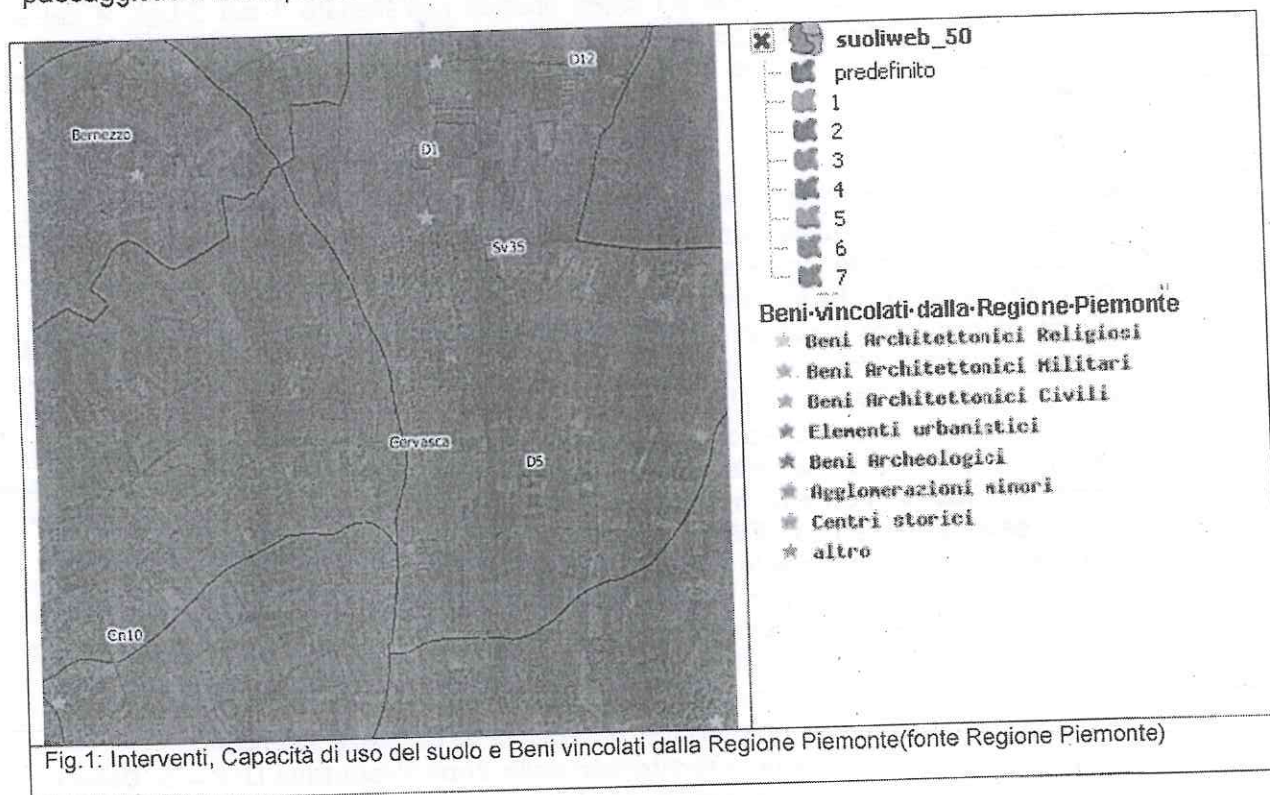 suoliweb_50
predefinito
1
2
3
4
5
6
7
Beni·vincolati·dalla·Regione·Piemonte
Beni Architettonici Religiosi
Beni Architettonici Militari
Beni Architettonici Civili
Elementi urbanistici
Beni Archeologici
Agglomerazioni minori
Centri storici
altro
D12
Bernezzo
D1
Sv35
Cervasca
D5
Cn10
Fig.1: Interventi, Capacità di uso del suolo e Beni vincolati dalla Regione Piemonte(fonte Regione Piemonte)